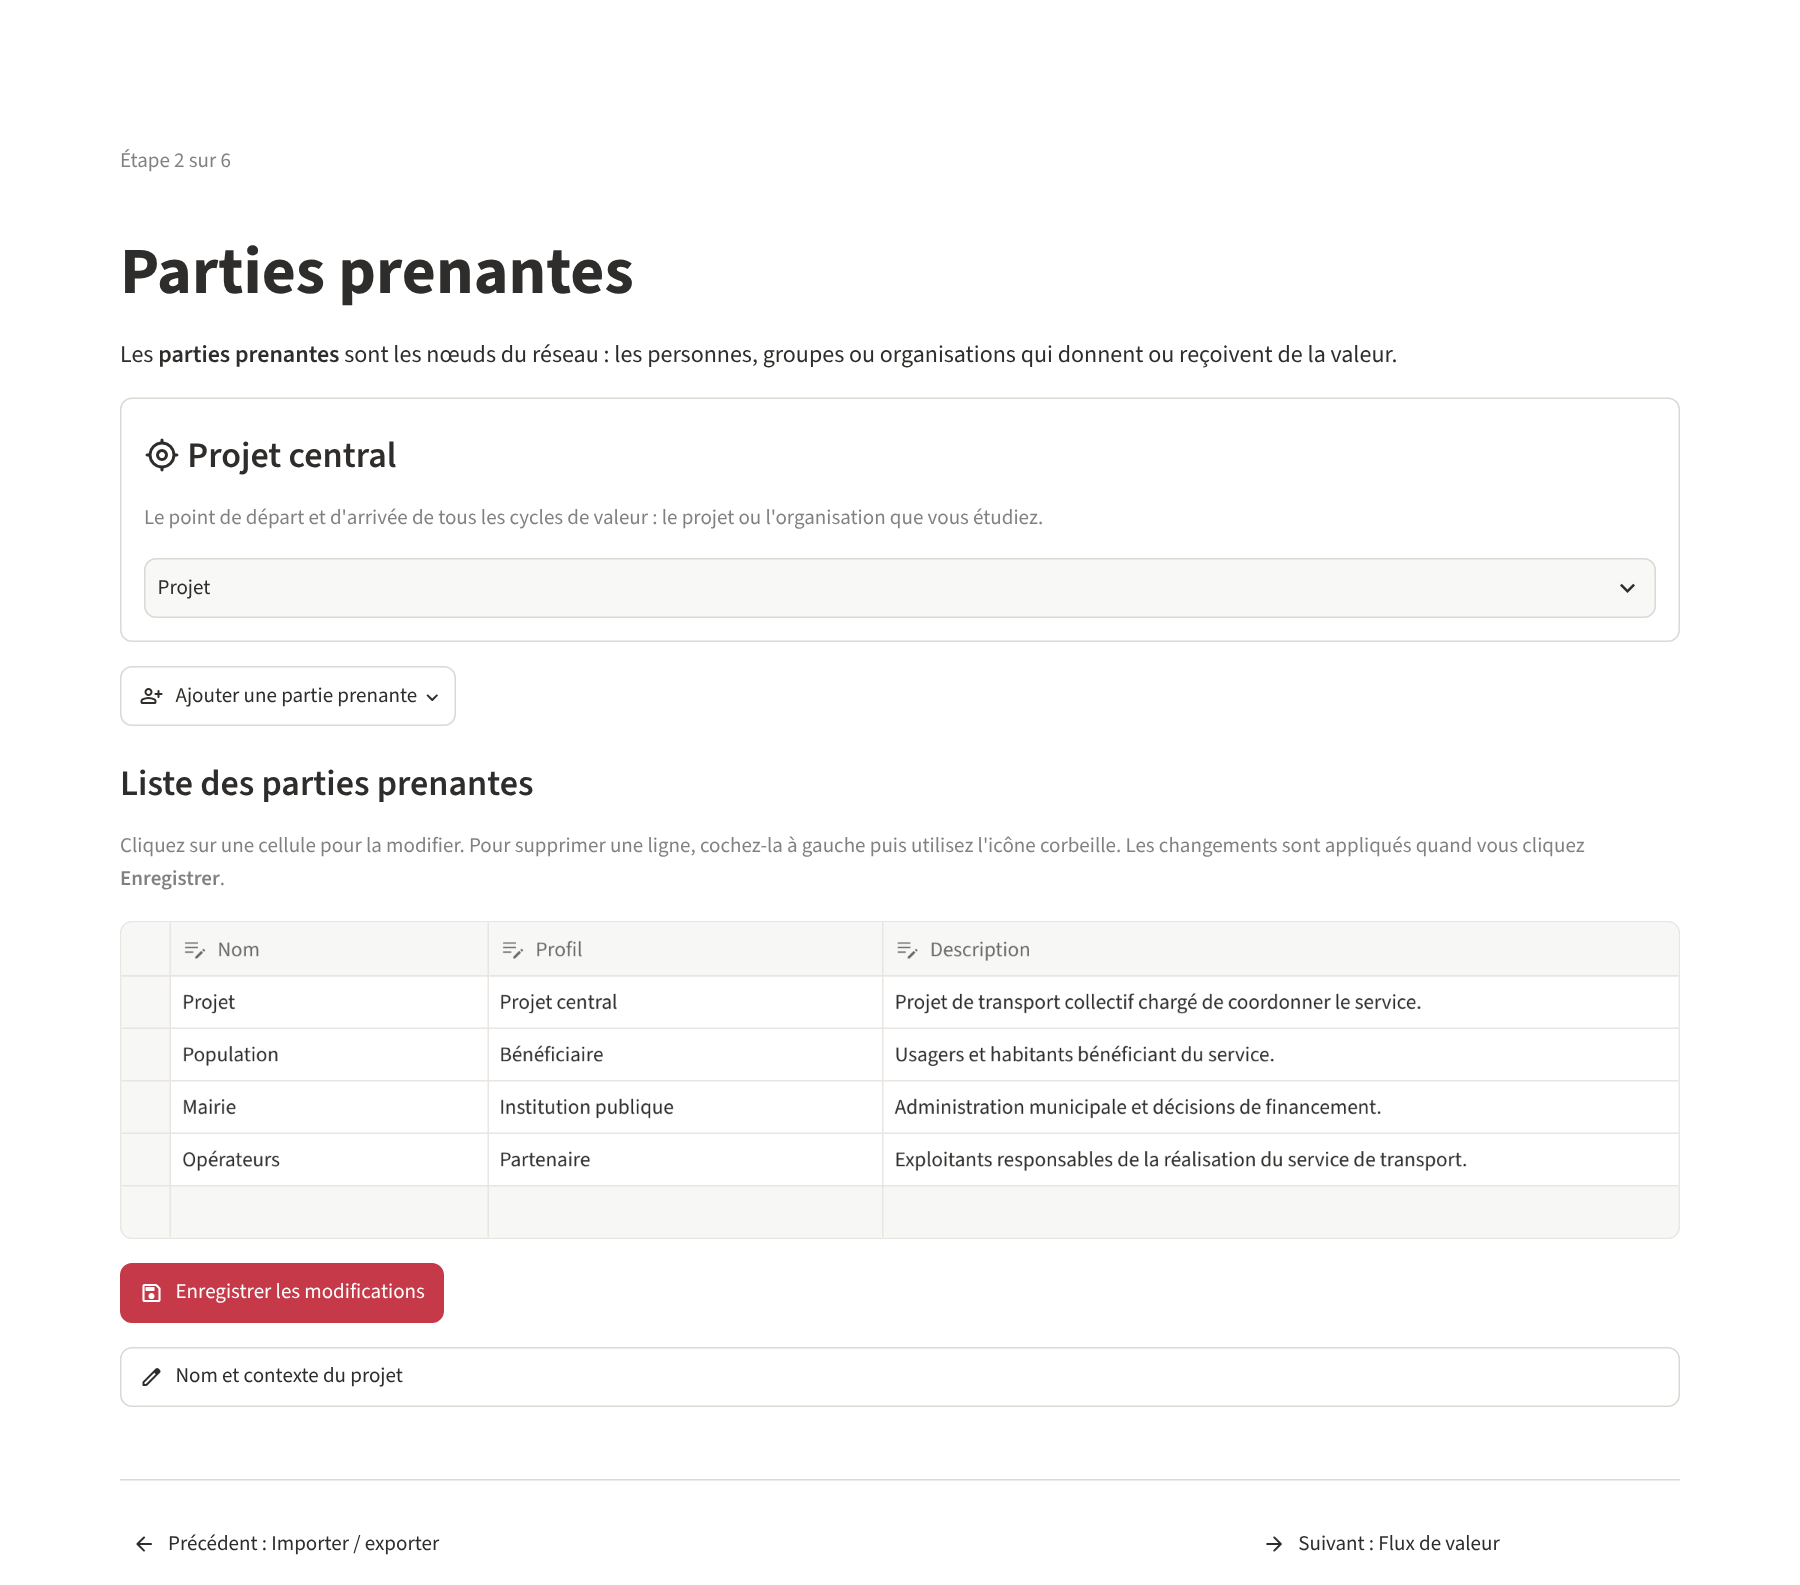 Étape 2 sur 6
Parties prenantes
Les parties prenantes sont les nœuds du réseau : les personnes, groupes ou organisations qui donnent ou reçoivent de la valeur.
Projet central
Le point de départ et d'arrivée de tous les cycles de valeur : le projet ou l'organisation que vous étudiez.
Projet
Ajouter une partie prenante
Liste des parties prenantes
Cliquez sur une cellule pour la modifier. Pour supprimer une ligne, cochez-la à gauche puis utilisez l'icône corbeille. Les changements sont appliqués quand vous cliquez
Enregistrer.
Nom Profil Description
Projet Projet central Projet de transport collectif chargé de coordonner le service.
Population Bénéficiaire Usagers et habitants bénéficiant du service.
Mairie Institution publique Administration municipale et décisions de financement.
Opérateurs Partenaire Exploitants responsables de la réalisation du service de transport.
Enregistrer les modifications
Nom et contexte du projet
Précédent : Importer / exporter Suivant : Flux de valeur